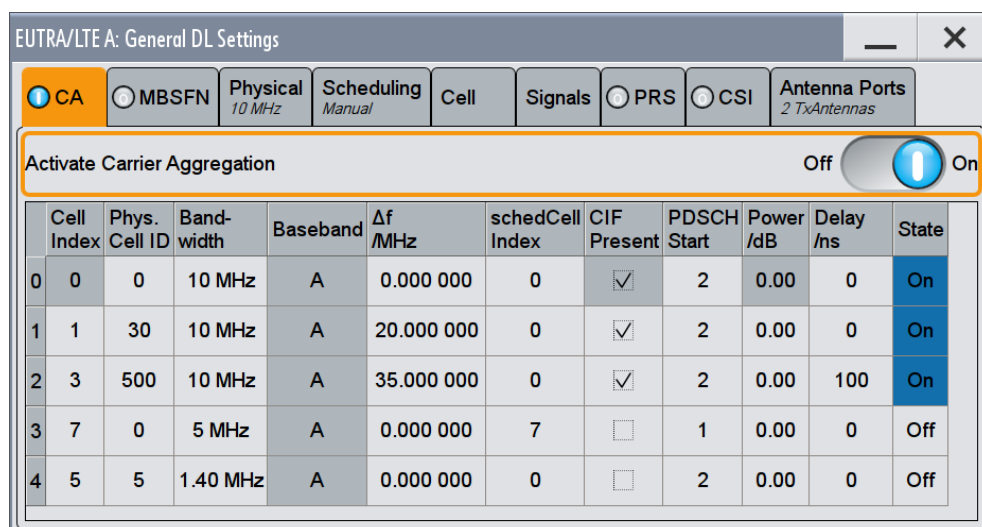 EUTRA/LTE A: General DL Settings
CA
MBSFN
Physical
10 MHz
Scheduling
Manual
Cell
Signals
PRS
CSI
Antenna Ports
2 TxAntennas
Activate Carrier Aggregation
Off
On
Cell Index Phys. Cell ID Band-width Baseband Δf /MHz schedCell Index CIF Present PDSCH Start Power /dB Delay /ns State
0 0 0 10 MHz A 0.000 000 0 2 0.00 0 On
1 1 30 10 MHz A 20.000 000 0 2 0.00 0 On
2 3 500 10 MHz A 35.000 000 0 2 0.00 100 On
3 7 0 5 MHz A 0.000 000 7 1 0.00 0 Off
4 5 5 1.40 MHz A 0.000 000 0 2 0.00 0 Off